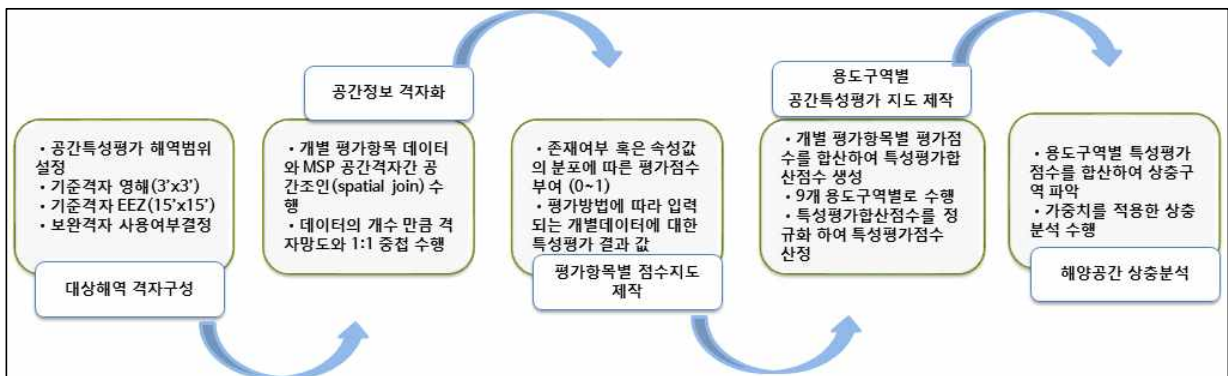 ・공간특성평가 해역범위
설정
・기준격자 영해(3'x3')
・기준격자 EEZ(15'x15')
・보완격자 사용여부결정
대상해역 격자구성
공간정보 격자화
・개별 평가항목 데이터
와 MSP 공간격자간 공
간조인(spatial join) 수
행
・데이터의 개수 만큼 격
자망도와 1:1 중첩 수행
・존재여부 혹은 속성값
의 분포에 따른 평가점수
부여 (0~1)
・평가방법에 따라 입력
되는 개별데이터에 대한
특성평가 결과 값
평가항목별 점수지도
제작
용도구역별
공간특성평가 지도 제작
・개별 평가항목별 평가점
수를 합산하여 특성평가합
산점수 생성
・9개 용도구역별로 수행
・특성평가합산점수를 정
규화 하여 특성평가점수
산정
・용도구역별 특성평가
점수를 합산하여 상충구
역 파악
・가중치를 적용한 상충
분석 수행
해양공간 상충분석